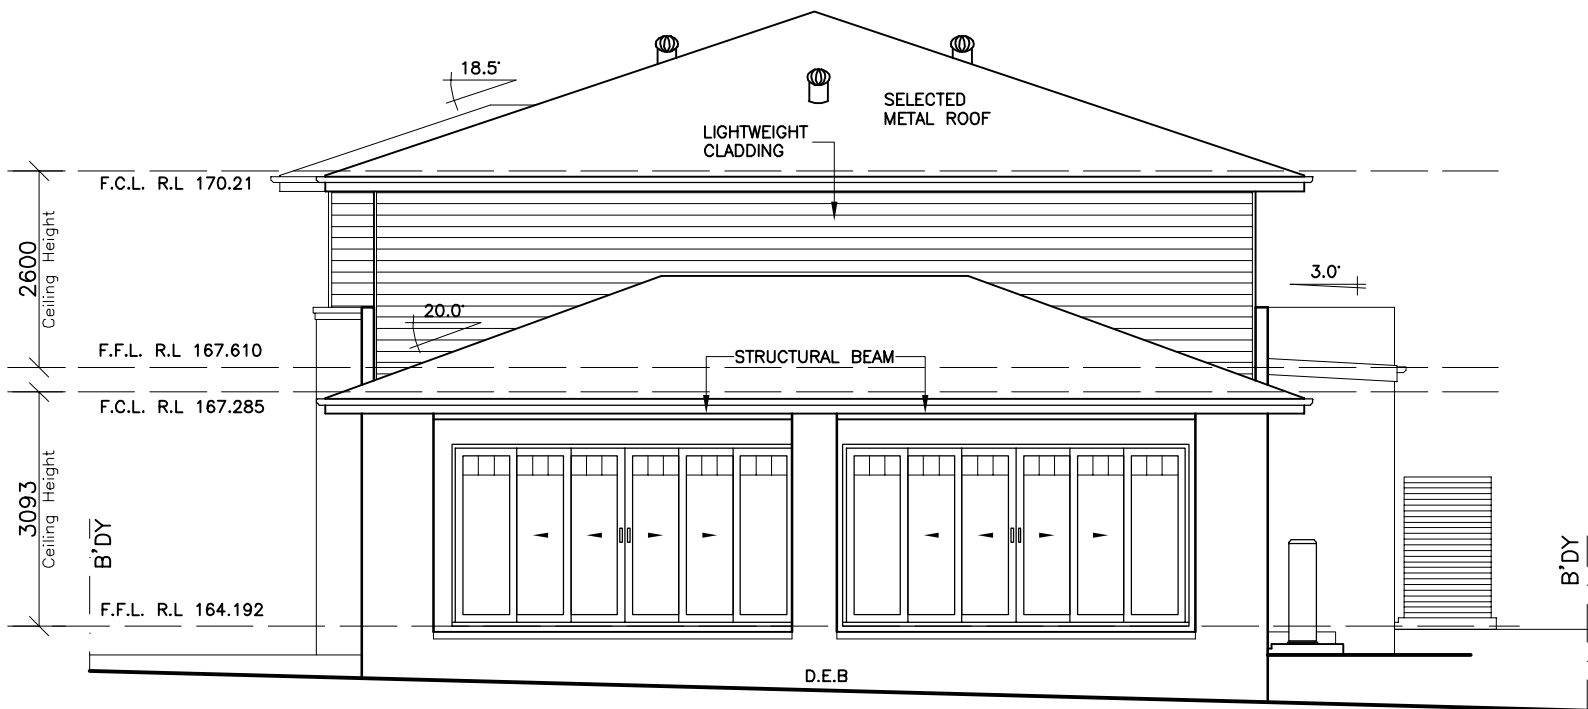 18.5°
SELECTED
METAL ROOF
LIGHTWEIGHT
CLADDING
F.C.L. R.L 170.21
2600
Ceiling Height
3.0°
20.0°
F.F.L. R.L 167.610
STRUCTURAL BEAM
F.C.L. R.L 167.285
3093
Ceiling Height
B'DY
B'DY
F.F.L. R.L 164.192
D.E.B